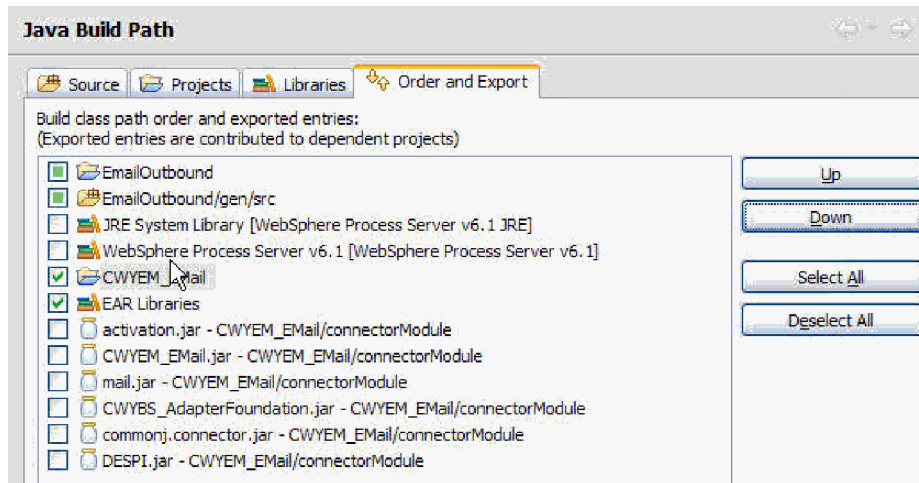 Java Build Path
Source Projects Libraries Order and Export
Build class path order and exported entries:
(Exported entries are contributed to dependent projects)
EmailOutbound
EmailOutbound/gen/src
JRE System Library [WebSphere Process Server v6.1 JRE]
WebSphere Process Server v6.1 [WebSphere Process Server v6.1]
CWYEM_EMail
EAR Libraries
activation.jar - CWYEM_EMail/connectorModule
CWYEM_EMail.jar - CWYEM_EMail/connectorModule
mail.jar - CWYEM_EMail/connectorModule
CWYBS_AdapterFoundation.jar - CWYEM_EMail/connectorModule
commonj.connector.jar - CWYEM_EMail/connectorModule
DESPI.jar - CWYEM_EMail/connectorModule
Up
Down
Select All
Deselect All